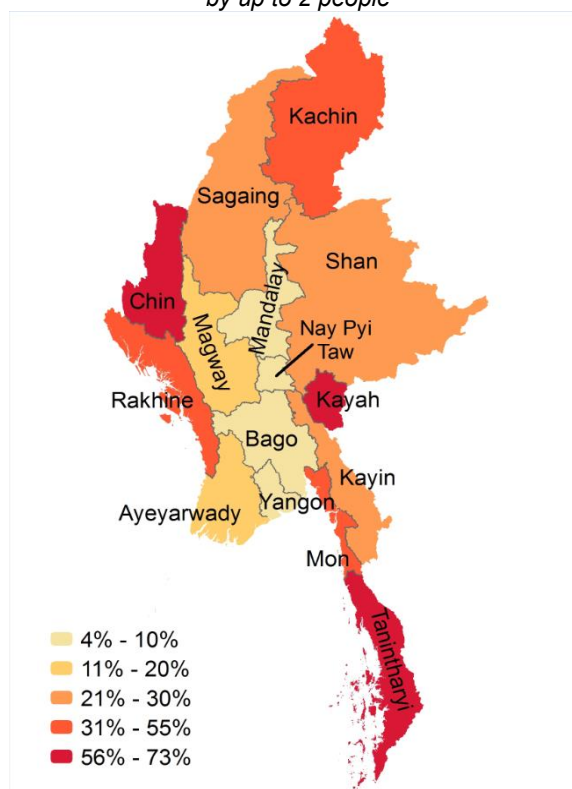 by up to 2 people
Kachin
Sagaing
Shan
Mandalay
Chin
Magway
Nay Pyi
Taw
Rakhine
Kayah
Bago
Kayin
Ayeyarwady
Yangon
Mon
Tanintharyi
4% - 10%
11% - 20%
21% - 30%
31% - 55%
56% - 73%